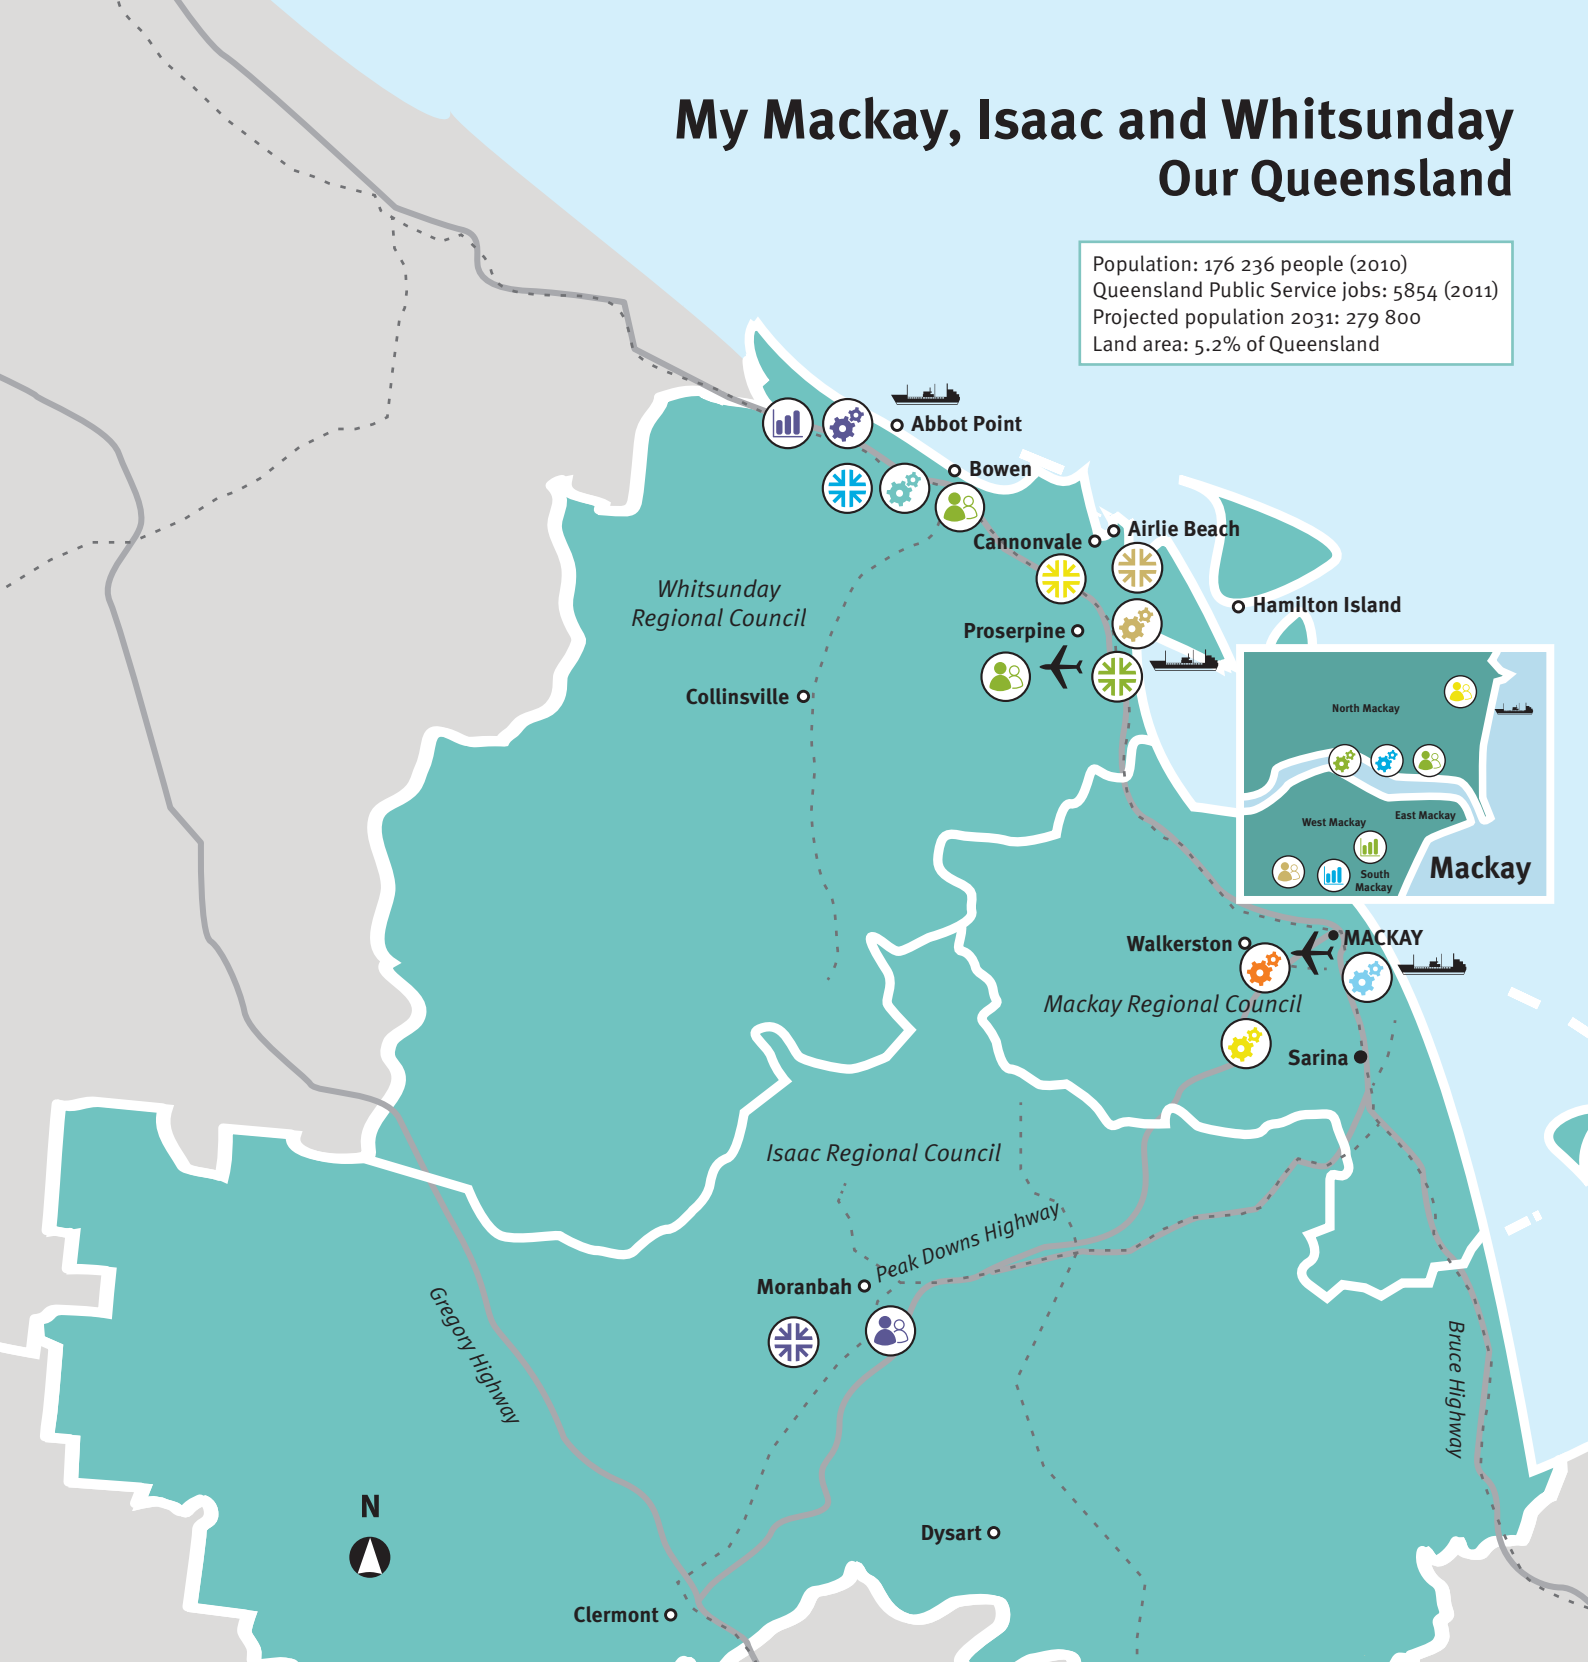 My Mackay, Isaac and Whitsunday
Our Queensland
Population: 176 236 people (2010)
Queensland Public Service jobs: 5854 (2011)
Projected population 2031: 279 800
Land area: 5.2% of Queensland
Abbot Point
Bowen
Airlie Beach
Cannonvale
Whitsunday
Regional Council
Hamilton Island
Proserpine
Collinsville
North Mackay
East Mackay
West Mackay
South
Mackay
Mackay
Walkerston
MACKAY
Mackay Regional Council
Sarina
Isaac Regional Council
Peak Downs Highway
Moranbah
Gregory Highway
Bruce Highway
N
Dysart
Clermont